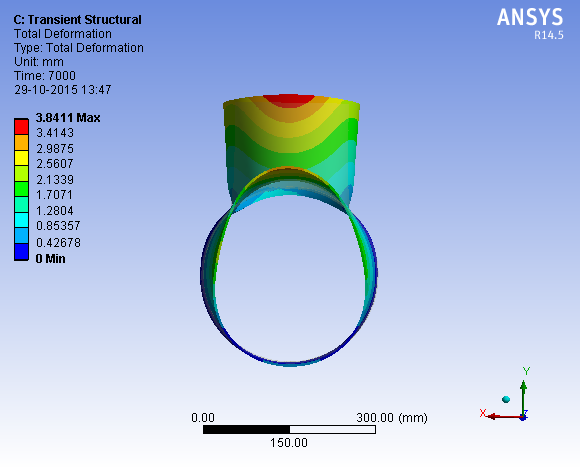 C: Transient Structural
Total Deformation
Type: Total Deformation
Unit: mm
Time: 7000
29-10-2015 13:47
ANSYS
R14.5
3.8411 Max
3.4143
2.9875
2.5607
2.1339
1.7071
1.2804
0.85357
0.42678
0 Min
0.00 300.00 (mm)
150.00
Y
X
Z